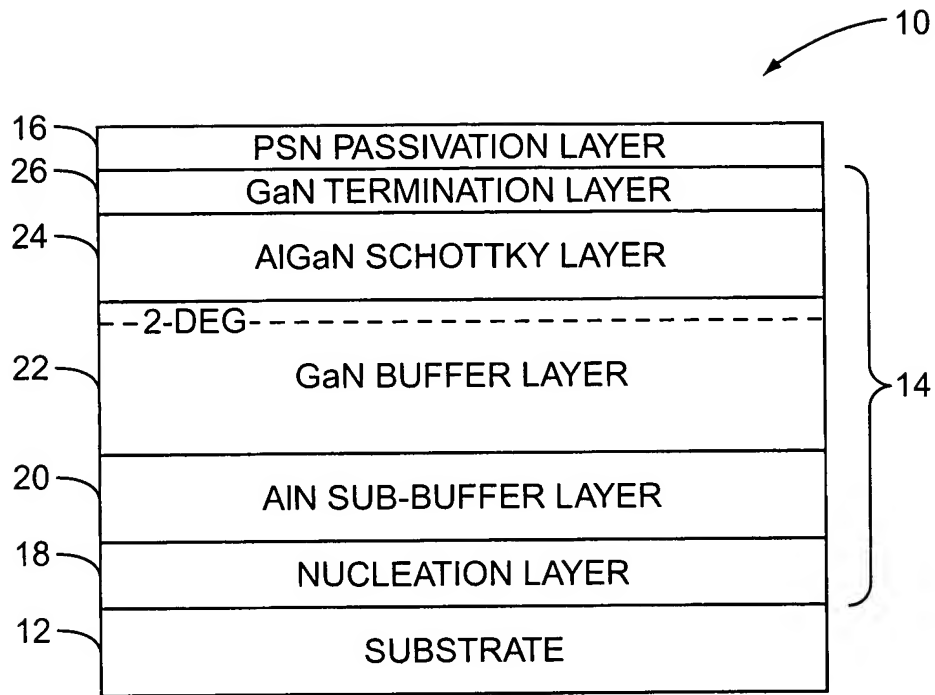 10
16
PSN PASSIVATION LAYER
26
GaN TERMINATION LAYER
24
AlGaN SCHOTTKY LAYER
2-DEG
22
GaN BUFFER LAYER
14
20
AlN SUB-BUFFER LAYER
18
NUCLEATION LAYER
12
SUBSTRATE